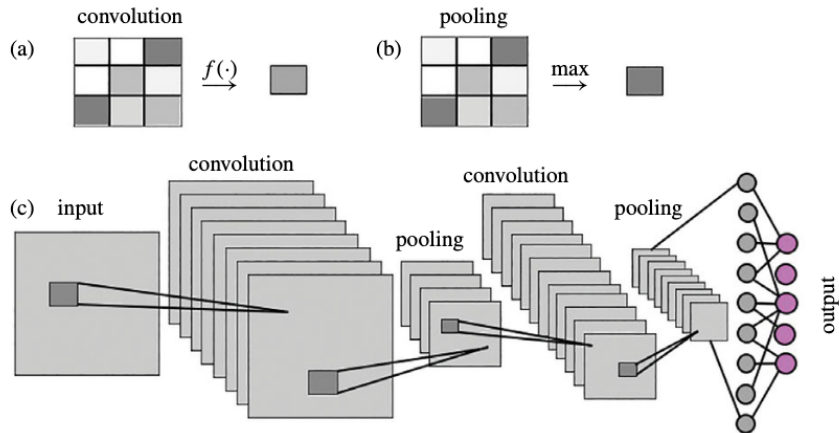 convolution
pooling
(a)
f(·)
(b)
max
convolution
convolution
(c)
input
pooling
pooling
output